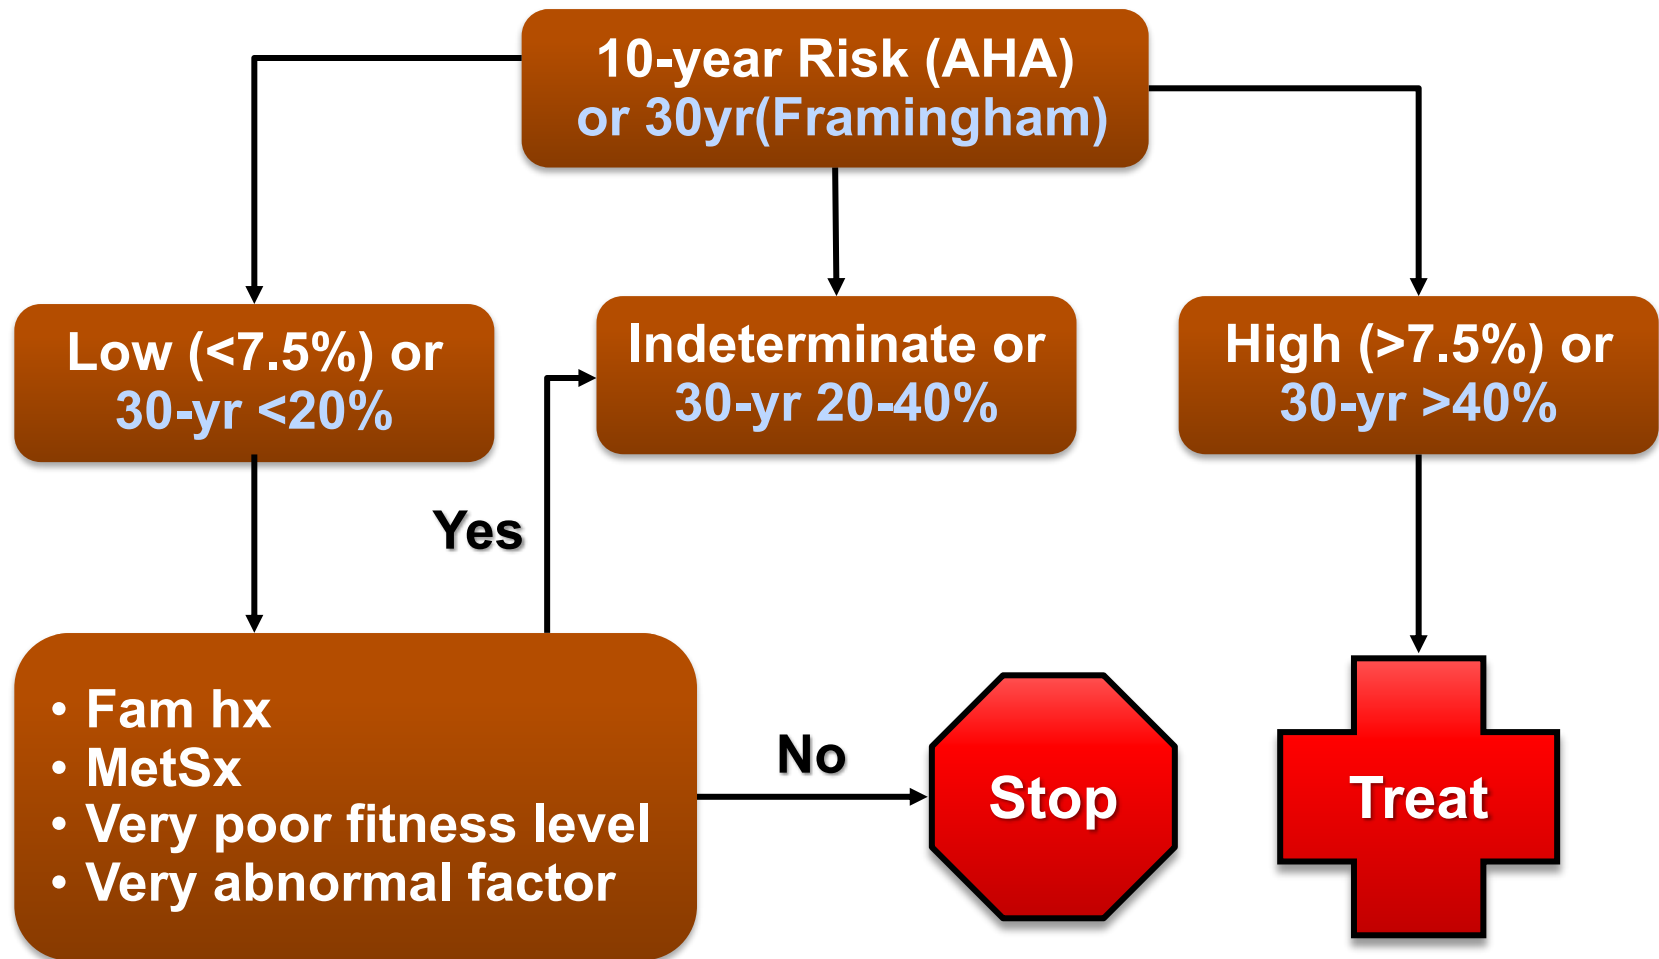 10-year Risk (AHA)
or 30yr(Framingham)
Low (<7.5%) or
30-yr <20%
Indeterminate or
30-yr 20-40%
High (>7.5%) or
30-yr >40%
Yes
• Fam hx
• MetSx
• Very poor fitness level
• Very abnormal factor
No
Stop
Treat